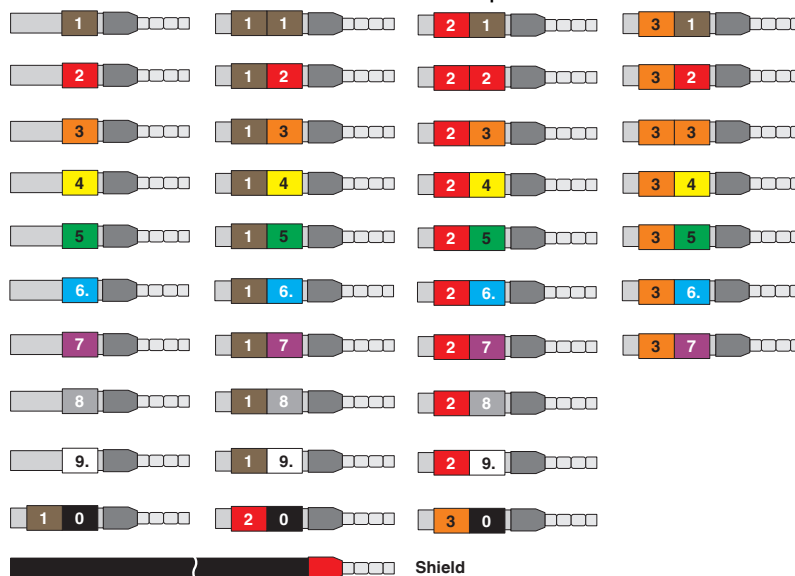 1 1 1 2 1 3 1
2 1 2 2 2 3 2
3 1 3 2 3 3 3
4 1 4 2 4 3 4
5 1 5 2 5 3 5
6. 1 6. 2 6. 3 6.
7 1 7 2 7 3 7
8 1 8 2 8
9. 1 9. 2 9.
1 0 2 0 3 0
Shield